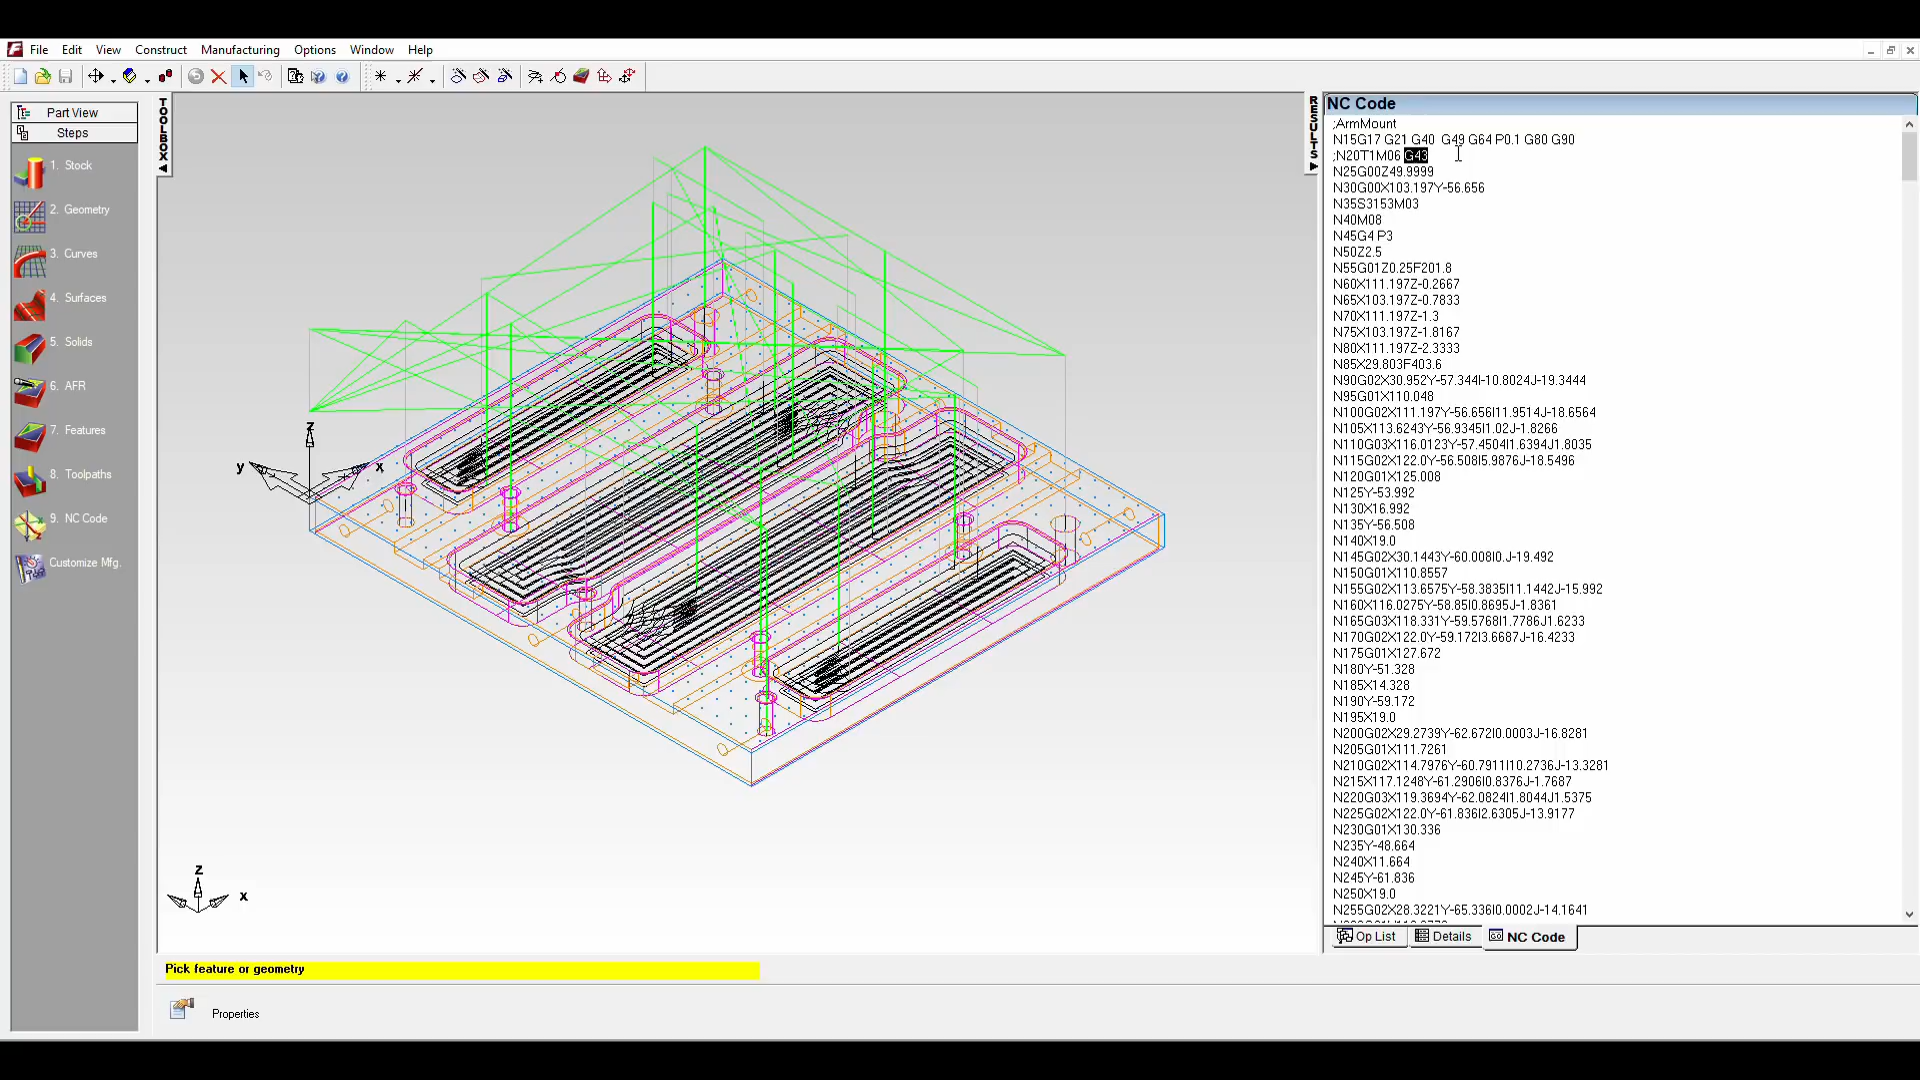 File Edit View Construct Manufacturing Options Window Help
Part View
Steps
1. Stock
2. Geometry
3. Curves
4. Surfaces
5. Solids
6. AFR
7. Features
8. Toolpaths
9. NC Code
Customize Mfg.
TOOLBOX
z
y
x
z
x
RESULTS
NC Code
;ArmMount
N15G17 G21 G40 G49 G64 P0.1 G80 G90
;N20T1M06 G43
N25G00Z49.9999
N30G00X103.197Y-56.656
N35S3153M03
N40M08
N45G4 P3
N50Z2.5
N55G01Z0.25F201.8
N60X111.197Z-0.2667
N65X103.197Z-0.7833
N70X111.197Z-1.3
N75X103.197Z-1.8167
N80X111.197Z-2.3333
N85X29.803F403.6
N90G02X30.952Y-57.344I-10.8024J-19.3444
N95G01X110.048
N100G02X111.197Y-56.656I11.9514J-18.6564
N105X113.6243Y-56.9345I1.02J-1.8266
N110G03X116.0123Y-57.4504I1.6394J1.8035
N115G02X122.0Y-56.508I5.9876J-18.5496
N120G01X125.008
N125Y-53.992
N130X16.992
N135Y-56.508
N140X19.0
N145G02X30.1443Y-60.008I0.J-19.492
N150G01X110.8557
N155G02X113.6575Y-58.3835I11.1442J-15.992
N160X116.0275Y-58.85I0.8695J-1.8361
N165G03X118.331Y-59.5768I1.7786J1.6233
N170G02X122.0Y-59.172I3.6687J-16.4233
N175G01X127.672
N180Y-51.328
N185X14.328
N190Y-59.172
N195X19.0
N200G02X29.2739Y-62.672I0.0003J-16.8281
N205G01X111.7261
N210G02X114.7976Y-60.7911I10.2736J-13.3281
N215X117.1248Y-61.2906I0.8376J-1.7687
N220G03X119.3694Y-62.0824I1.8044J1.5375
N225G02X122.0Y-61.836I2.6305J-13.9177
N230G01X130.336
N235Y-48.664
N240X11.664
N245Y-61.836
N250X19.0
N255G02X28.3221Y-65.336I0.0002J-14.1641
Op List Details NC Code
Pick feature or geometry
Properties